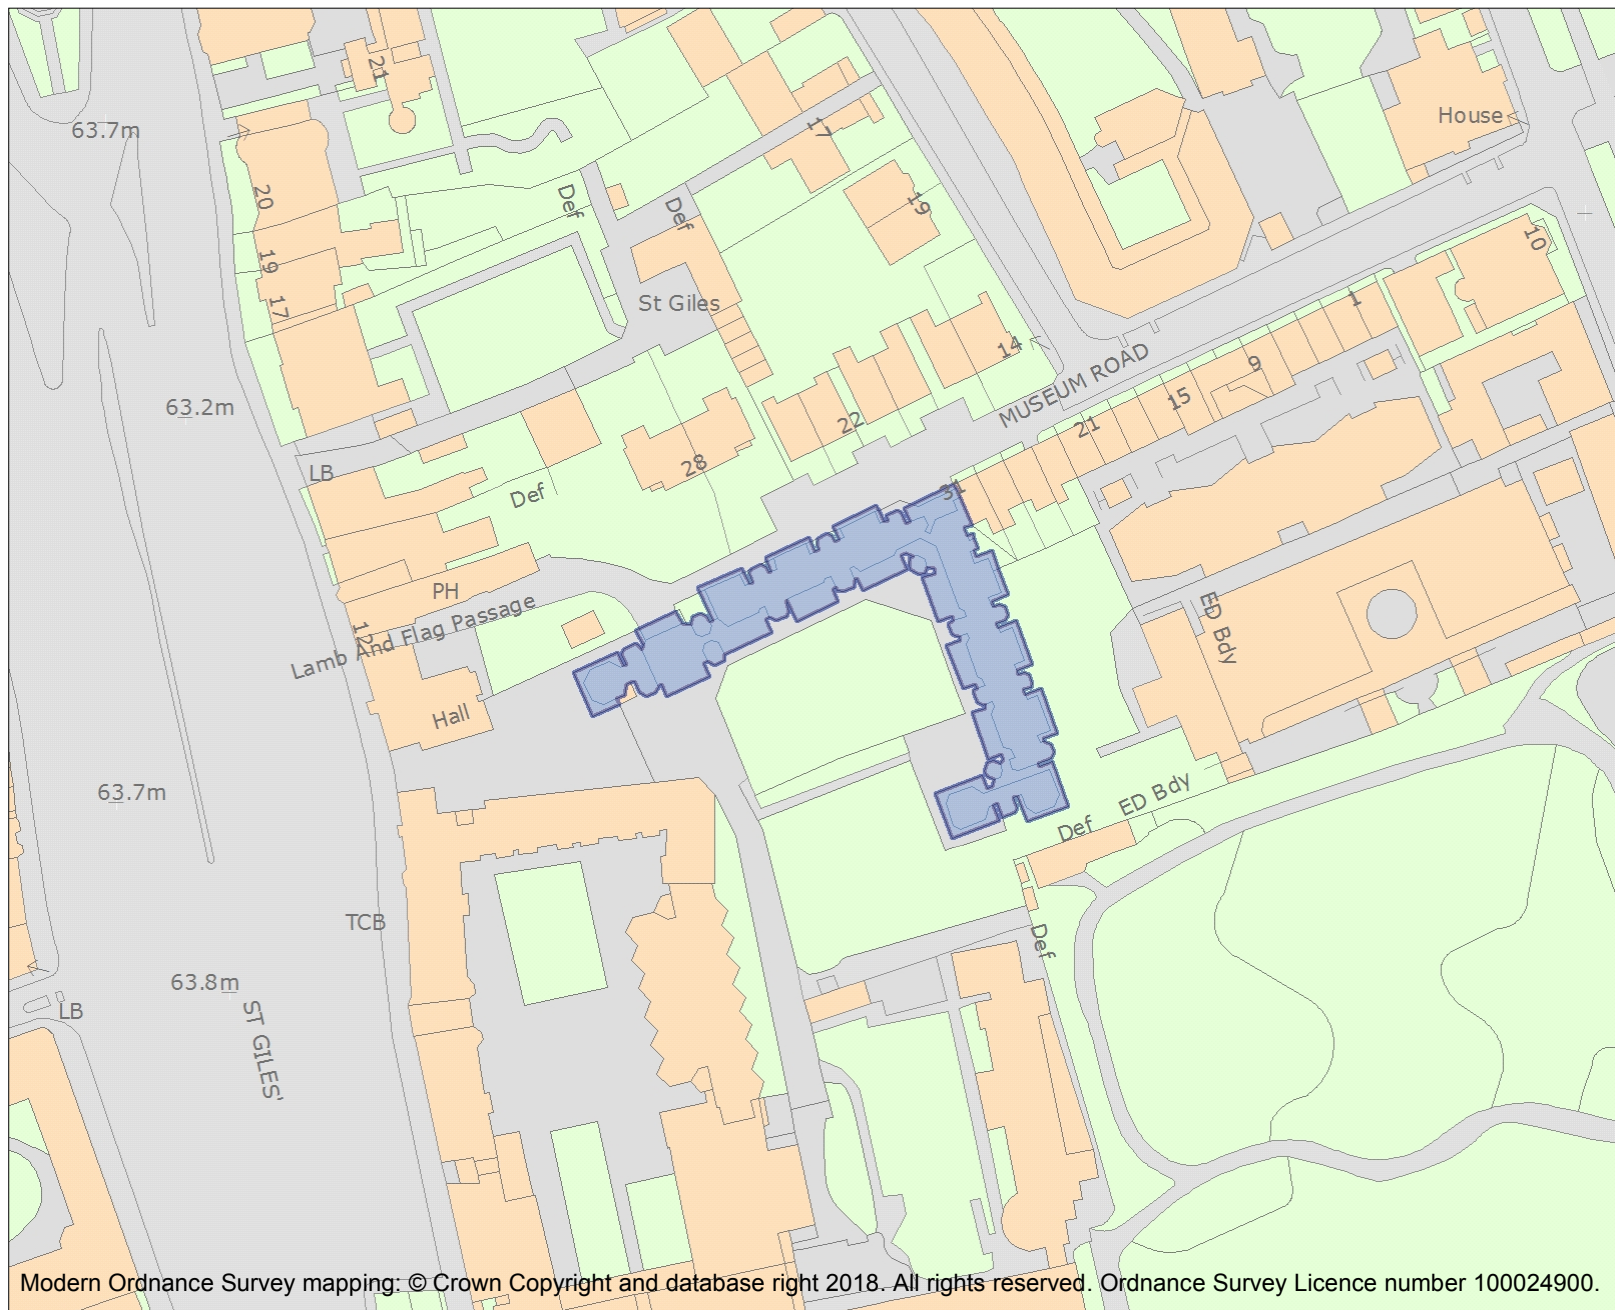 21
63.7m
House
17
20
Def
Def
19
10
19
17
St Giles
1
14
MUSEUM ROAD
9
63.2m
15
22
21
28
LB
31
Def
PH
12
Lamb And Flag Passage
ED Bdy
Hall
63.7m
ED Bdy
Def
TCB
Def
63.8m
LB
ST GILES'
Modern Ordnance Survey mapping: © Crown Copyright and database right 2018. All rights reserved. Ordnance Survey Licence number 100024900.